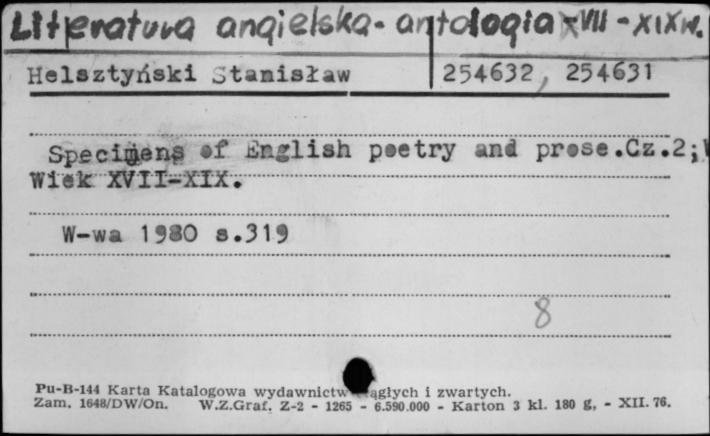 Literatura angielska - antologia XVII - XIX w.
Helsztyński Stanisław 254632, 254631
Specimens of English poetry and prose.Cz.2;
Wiek XVII-XIX.
W-wa 1980 s.319
8
Pu-B-144 Karta Katalogowa wydawnictw ągłych i zwartych.
Zam. 1648/DW/On. W.Z.Graf. Z-2 - 1265 - 6.590.000 - Karton 3 kl. 180 g, - XII. 76.